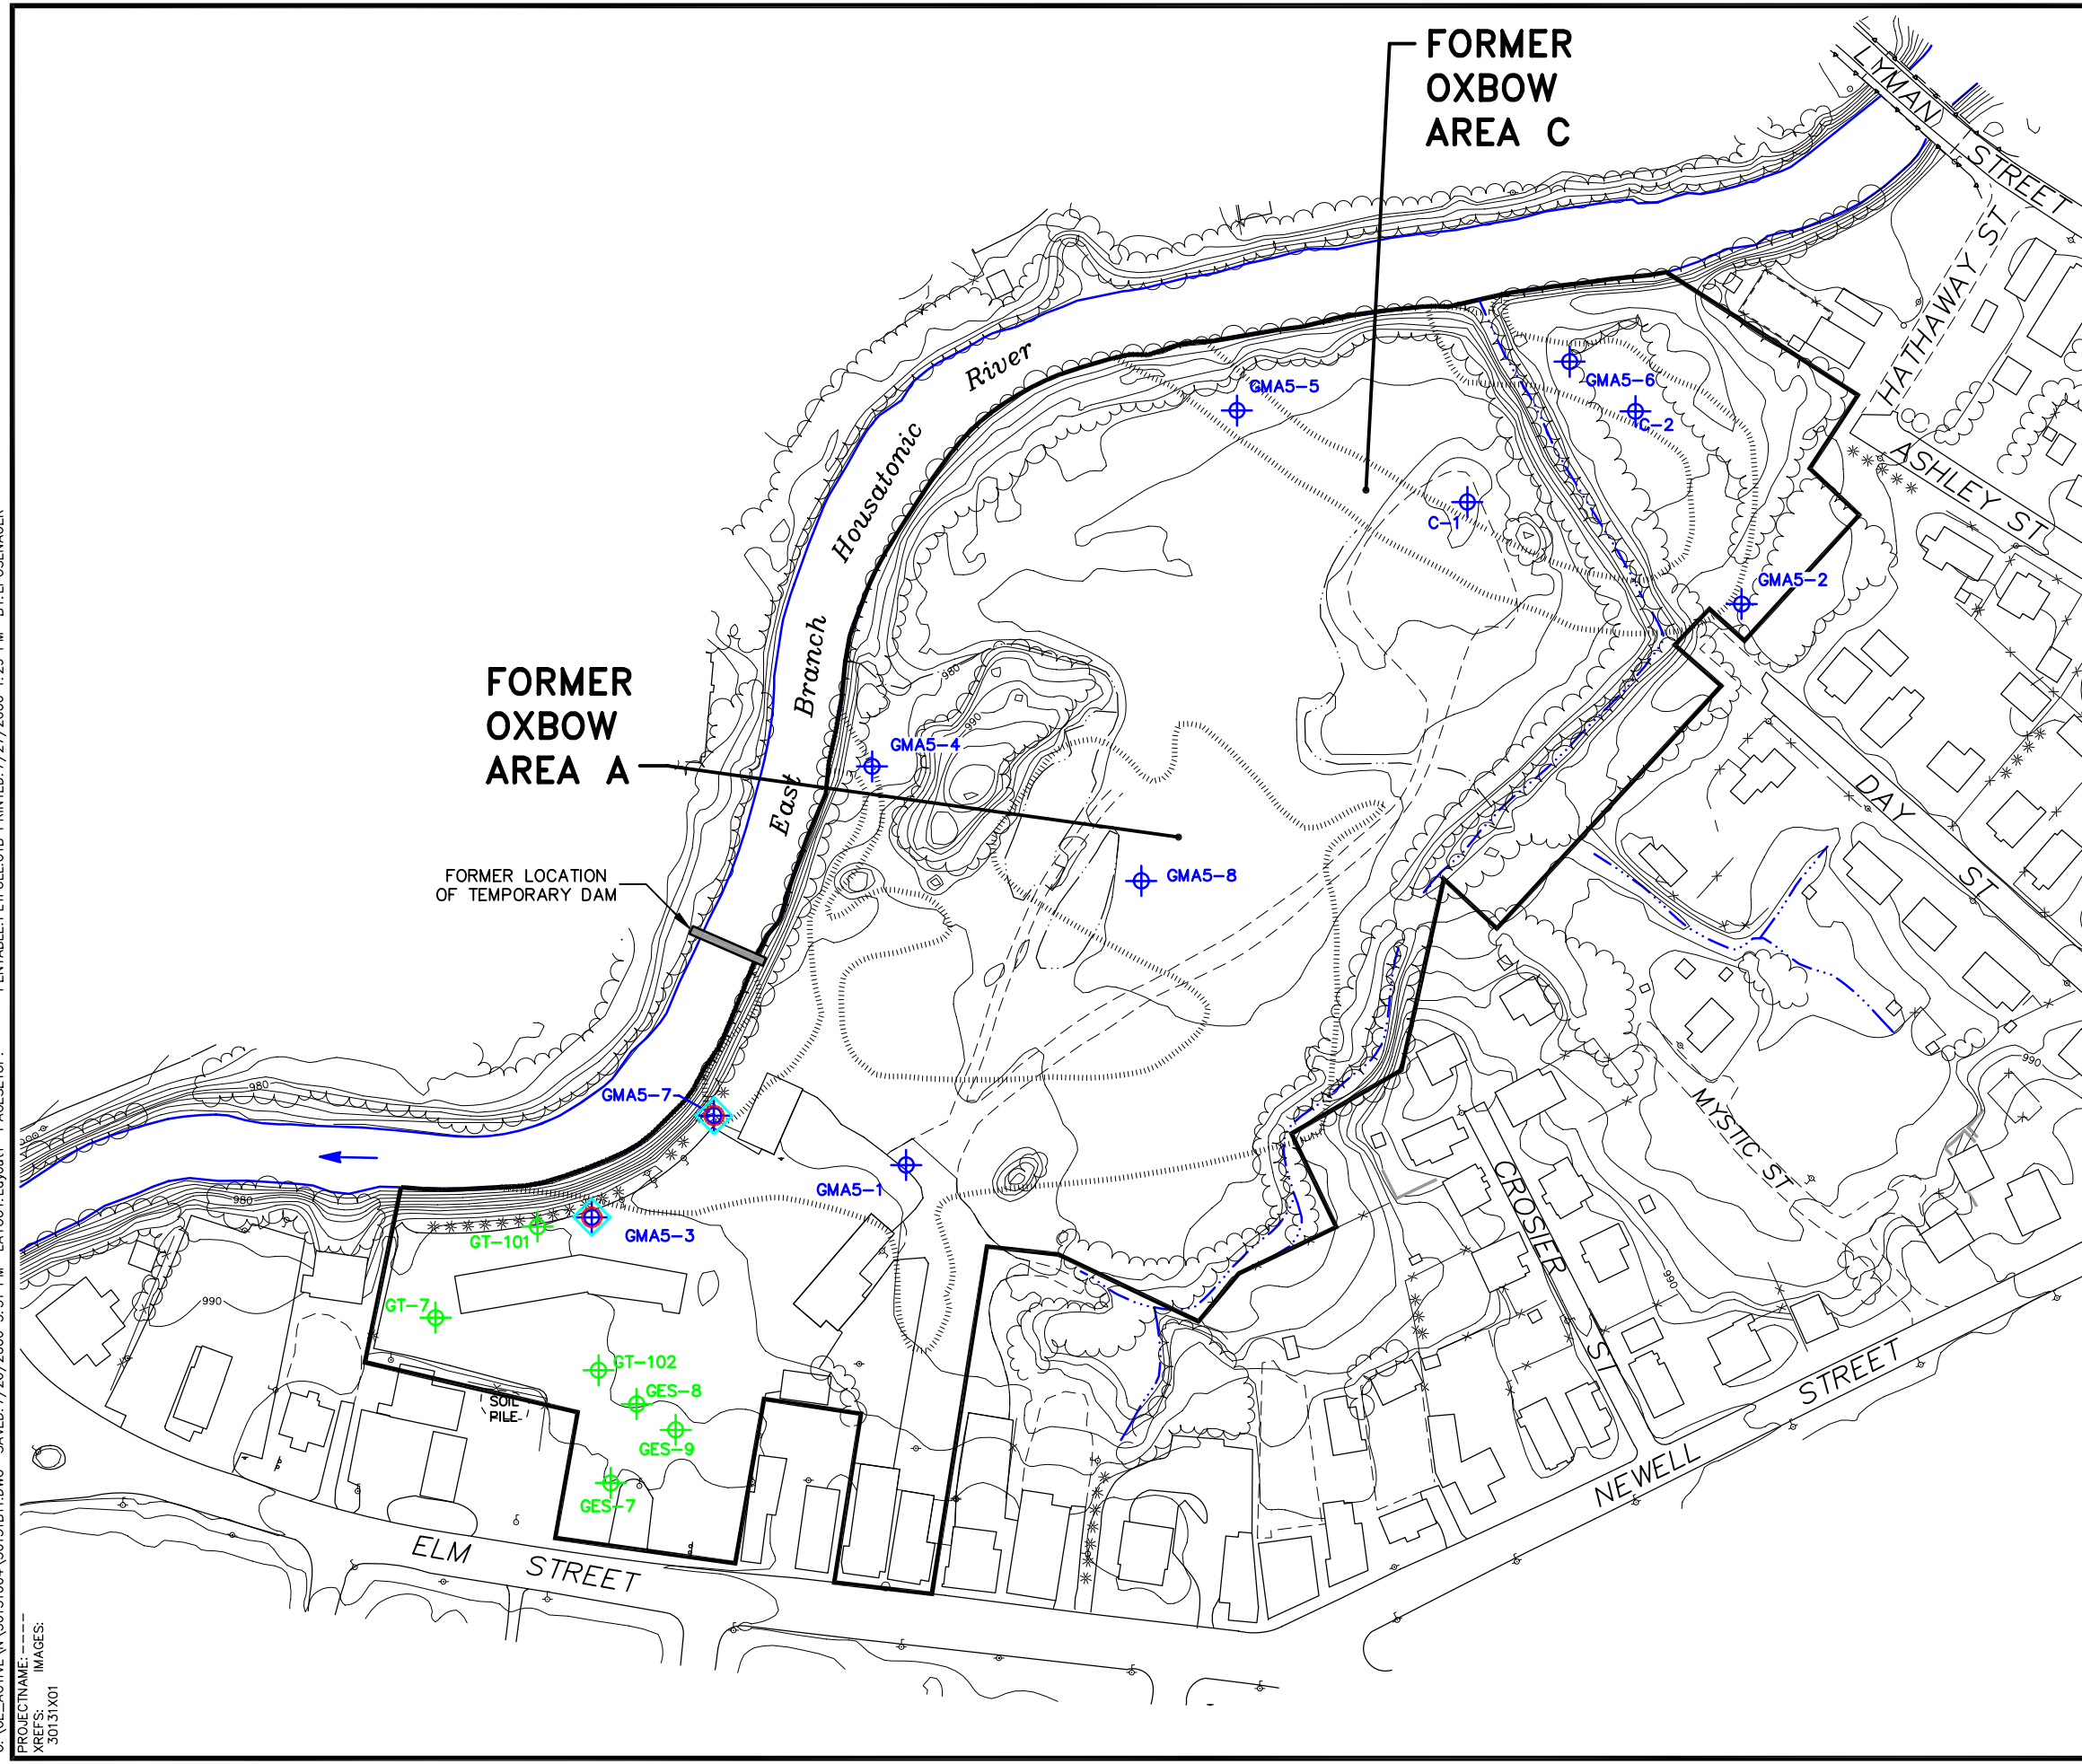 FORMER
OXBOW
AREA C
LYMAN STREET
HATHAWAY ST
ASHLEY ST
River
Housatonic
Branch
East
GMA5-5
GMA5-6
C-2
C-1
GMA5-2
FORMER
OXBOW
AREA A
980
990
GMA5-4
GMA5-8
DAY ST
FORMER LOCATION
OF TEMPORARY DAM
980
990
GMA5-7
MYSTIC ST
GMA5-1
CROSIER ST
980
GMA5-3
GT-101
990
GT-7
990
GT-102
GES-8
SOIL
PILE
GES-9
GES-7
NEWELL STREET
ELM STREET
PROJECTNAME: ----
XREFS: IMAGES:
30131X01